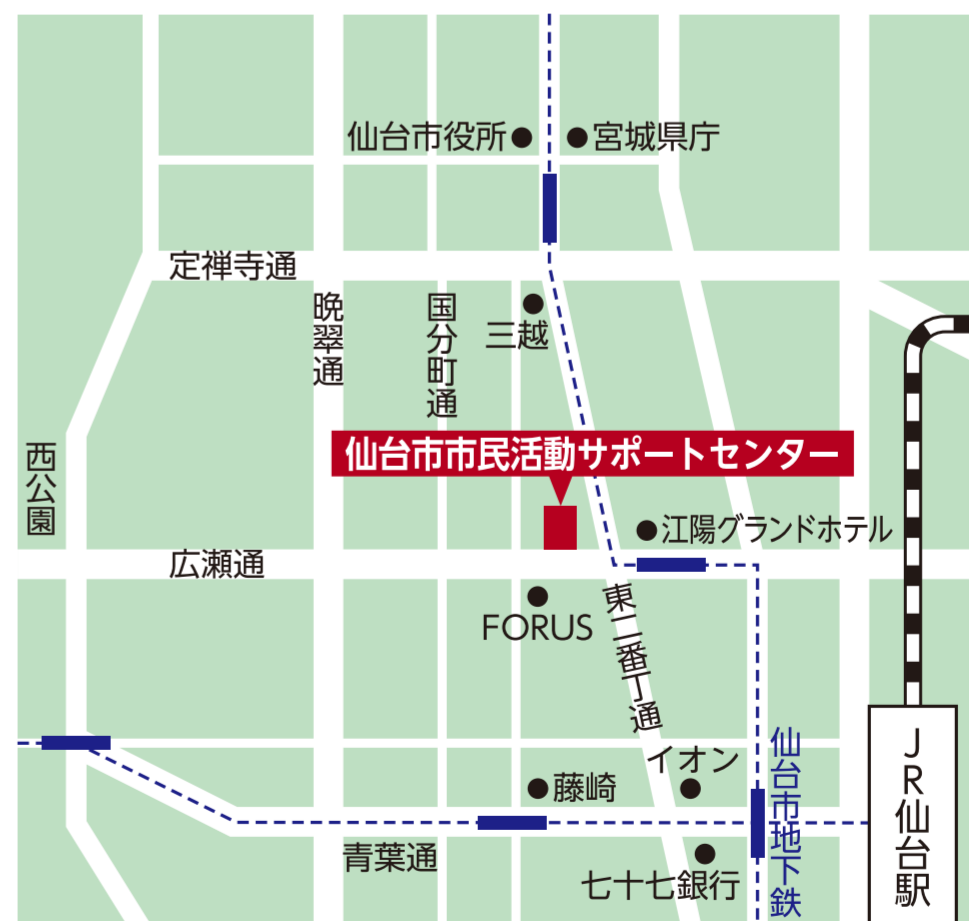 仙台市役所
宮城県庁
定禅寺通
晩翠通
国分町通
三越
西公園
仙台市市民活動サポートセンター
江陽グランドホテル
広瀬通
FORUS
東二番丁通
イオン
仙台市地下鉄
JR仙台駅
藤崎
青葉通
七十七銀行